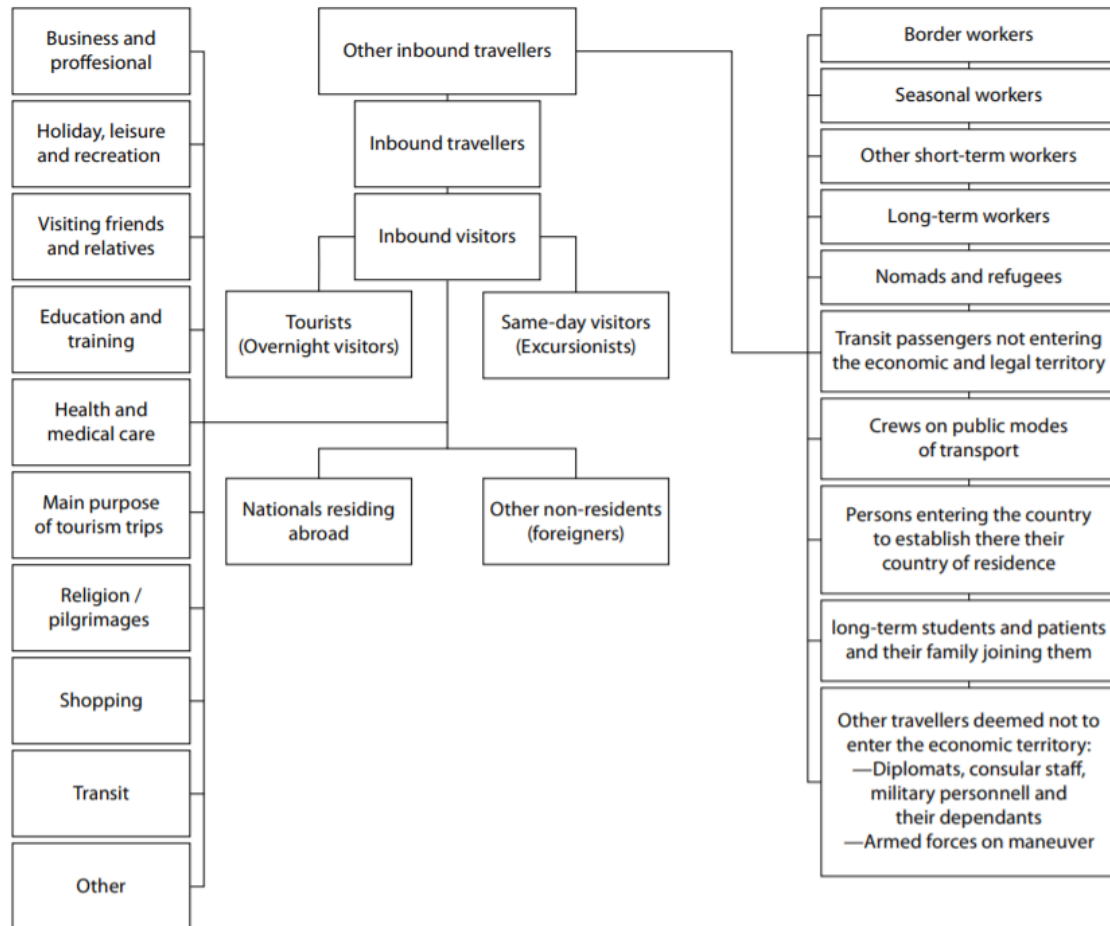 Business and
proffesional
Holiday, leisure
and recreation
Visiting friends
and relatives
Education and
training
Health and
medical care
Main purpose
of tourism trips
Religion /
pilgrimages
Shopping
Transit
Other
Other inbound travellers
Inbound travellers
Inbound visitors
Tourists
(Overnight visitors)
Same-day visitors
(Excursionists)
Nationals residing
abroad
Other non-residents
(foreigners)
Border workers
Seasonal workers
Other short-term workers
Long-term workers
Nomads and refugees
Transit passengers not entering
the economic and legal territory
Crews on public modes
of transport
Persons entering the country
to establish there their
country of residence
long-term students and patients
and their family joining them
Other travellers deemed not to
enter the economic territory:
—Diplomats, consular staff,
military personnell and
their dependants
—Armed forces on maneuver